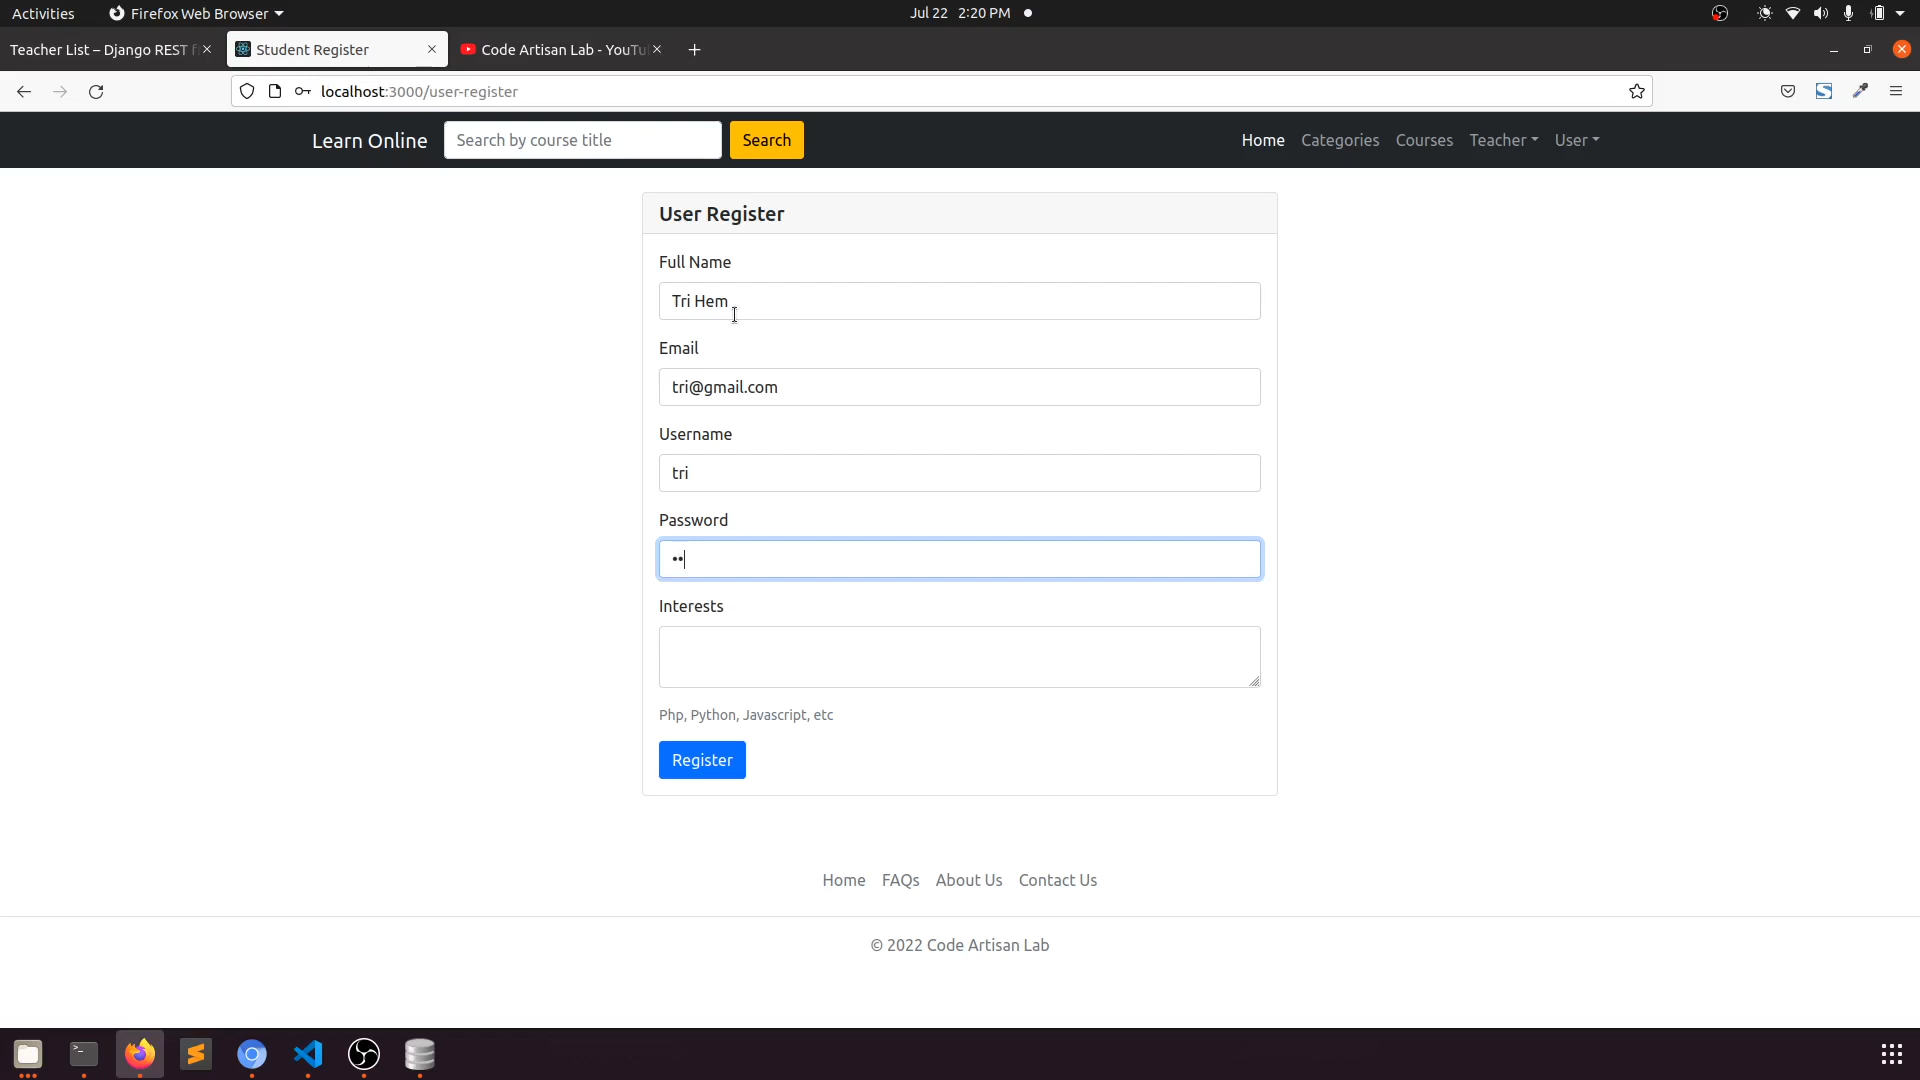 Activities Firefox Web Browser Jul 22 2:20 PM
Teacher List – Django REST f Student Register Code Artisan Lab - YouTu
localhost:3000/user-register
Learn Online Search by course title Search Home Categories Courses Teacher User
User Register
Full Name
Tri Hem
Email
tri@gmail.com
Username
tri
Password
••
Interests
Php, Python, Javascript, etc
Register
Home FAQs About Us Contact Us
© 2022 Code Artisan Lab